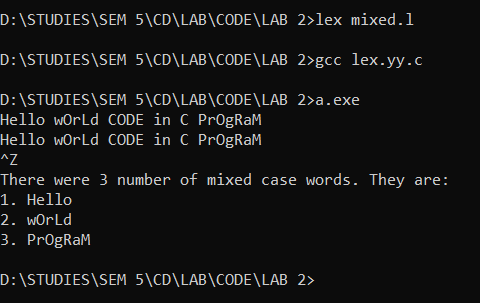 D:\STUDIES\SEM 5\CD\LAB\CODE\LAB 2>lex mixed.l
D:\STUDIES\SEM 5\CD\LAB\CODE\LAB 2>gcc lex.yy.c
D:\STUDIES\SEM 5\CD\LAB\CODE\LAB 2>a.exe
Hello wOrLd CODE in C PrOgRaM
Hello wOrLd CODE in C PrOgRaM
^Z
There were 3 number of mixed case words. They are:
1. Hello
2. wOrLd
3. PrOgRaM
D:\STUDIES\SEM 5\CD\LAB\CODE\LAB 2>